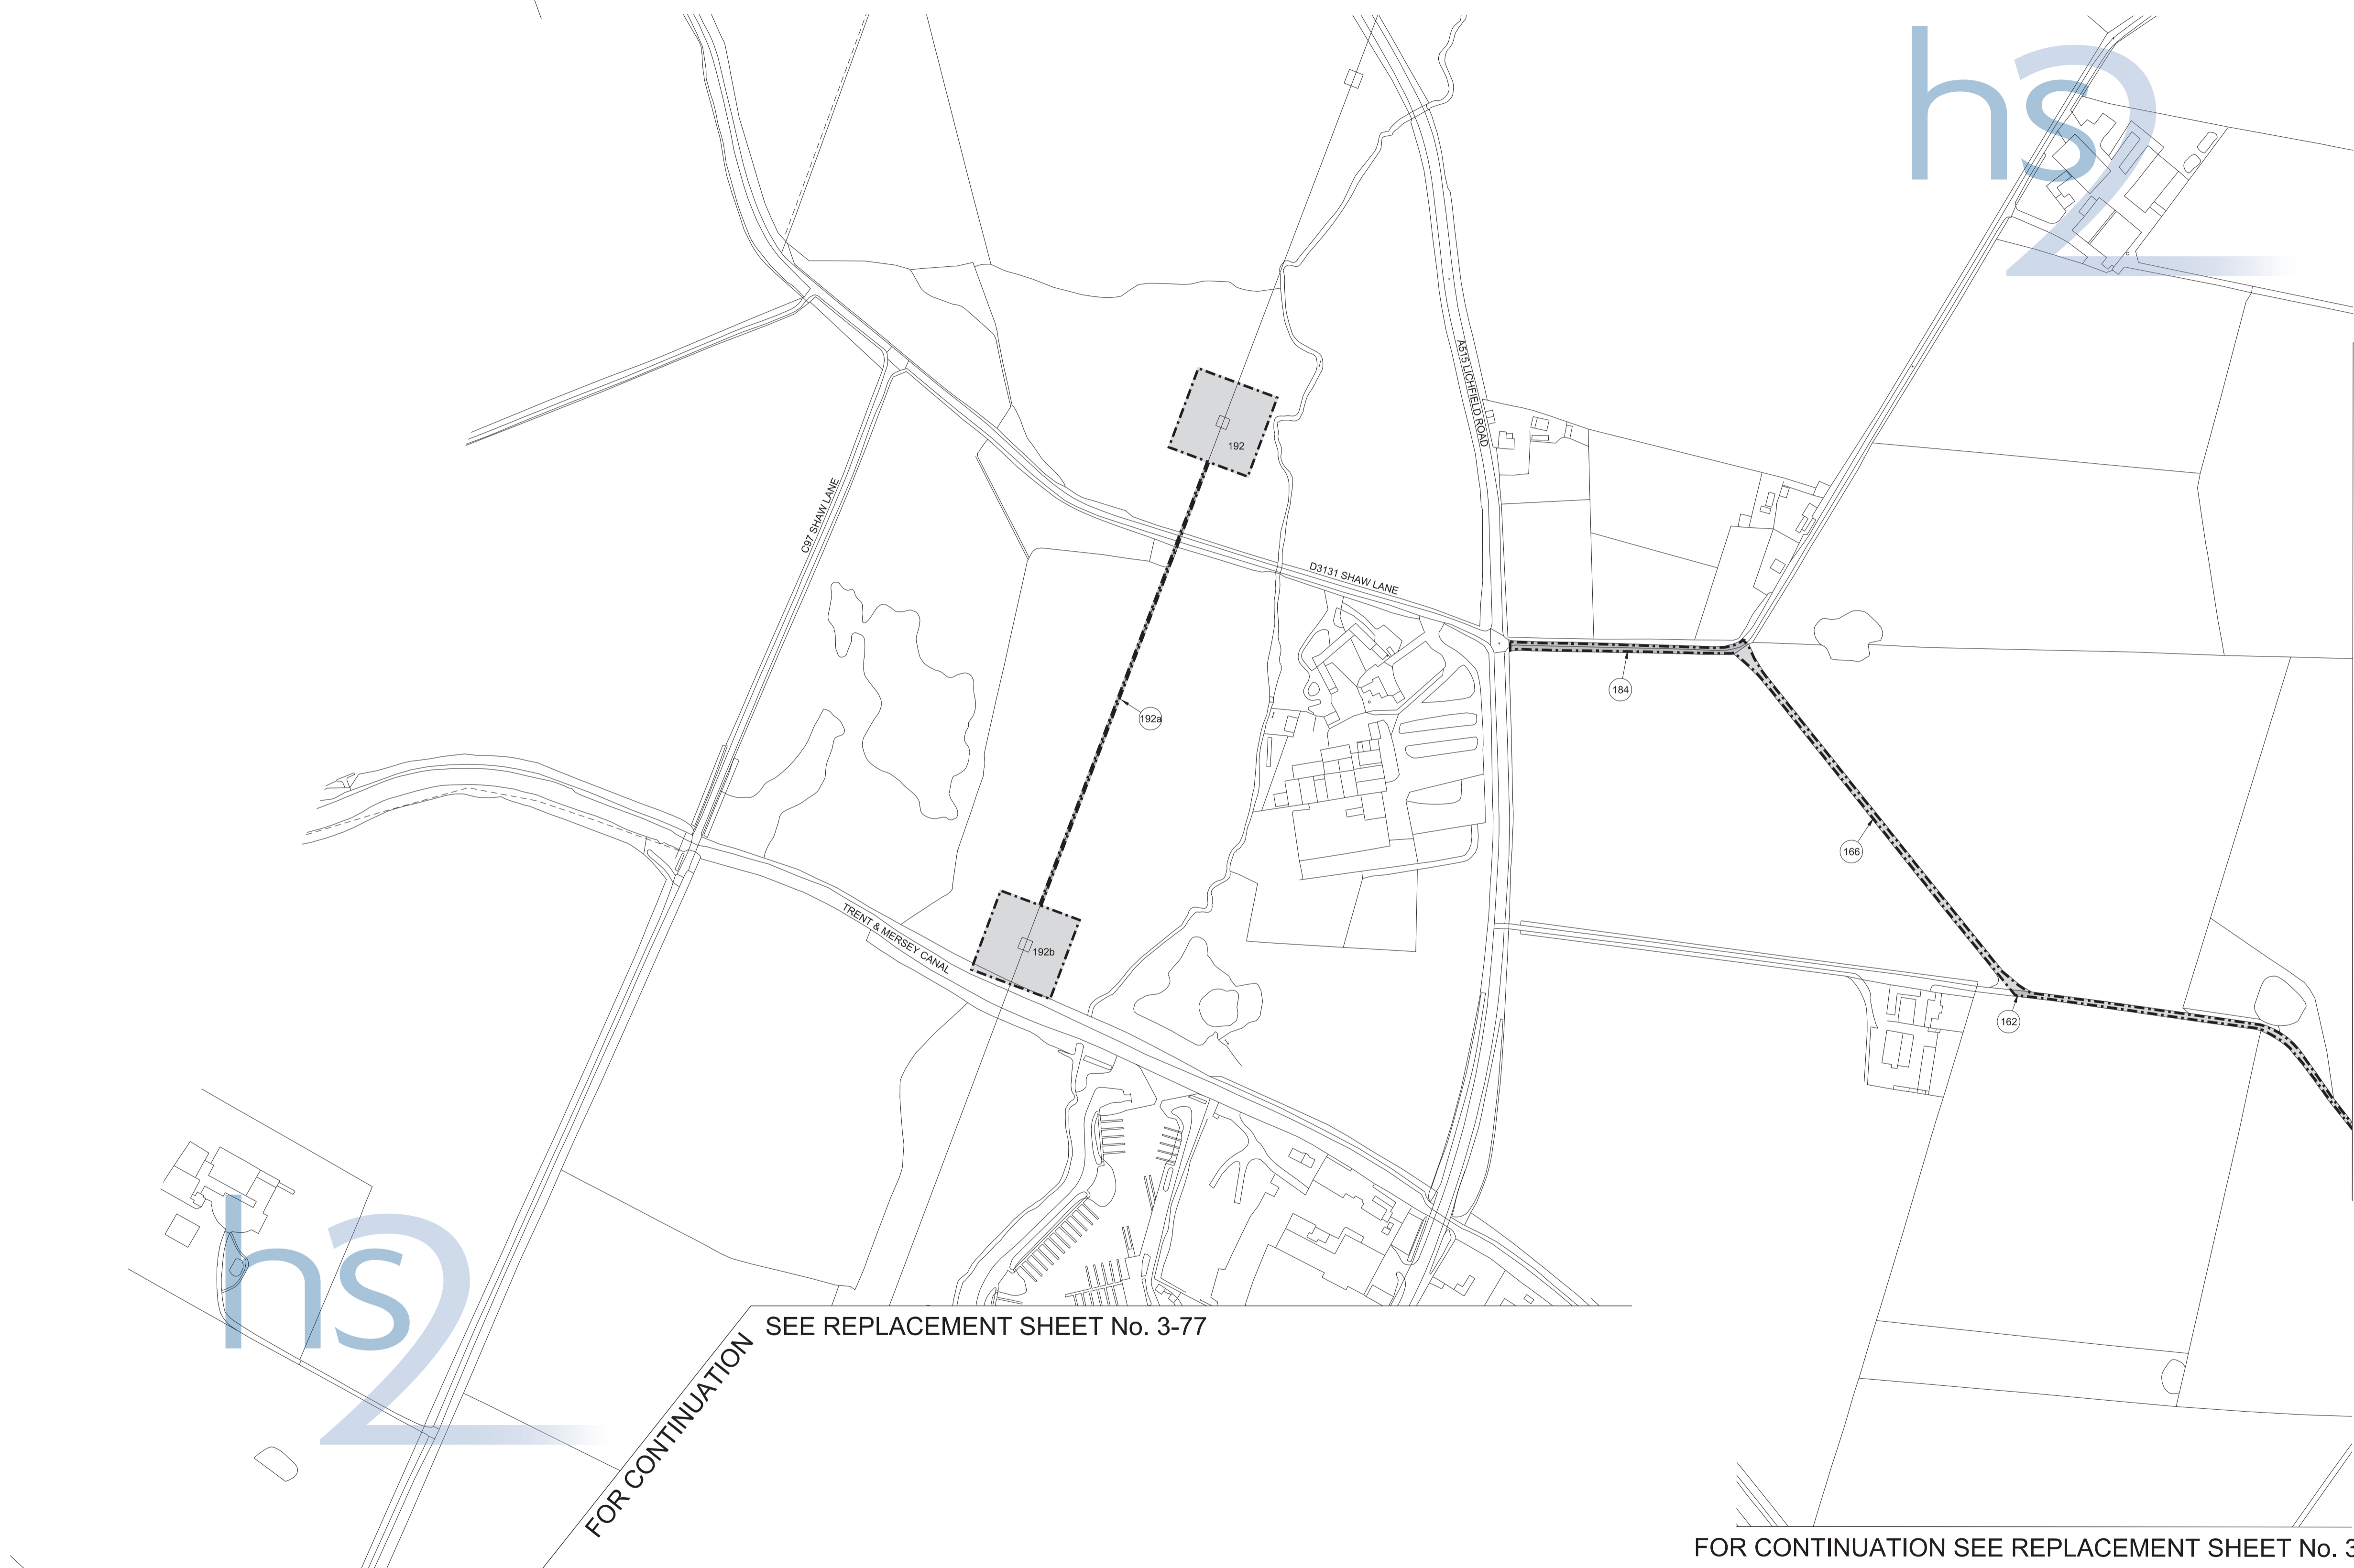 hs2
A515 LICHFIELD ROAD
192
C97 SHAW LANE
D3131 SHAW LANE
184
192a
166
TRENT & MERSEY CANAL
192b
162
hs2
SEE REPLACEMENT SHEET No. 3-77
FOR CONTINUATION
FOR CONTINUATION SEE REPLACEMENT SHEET No. 3